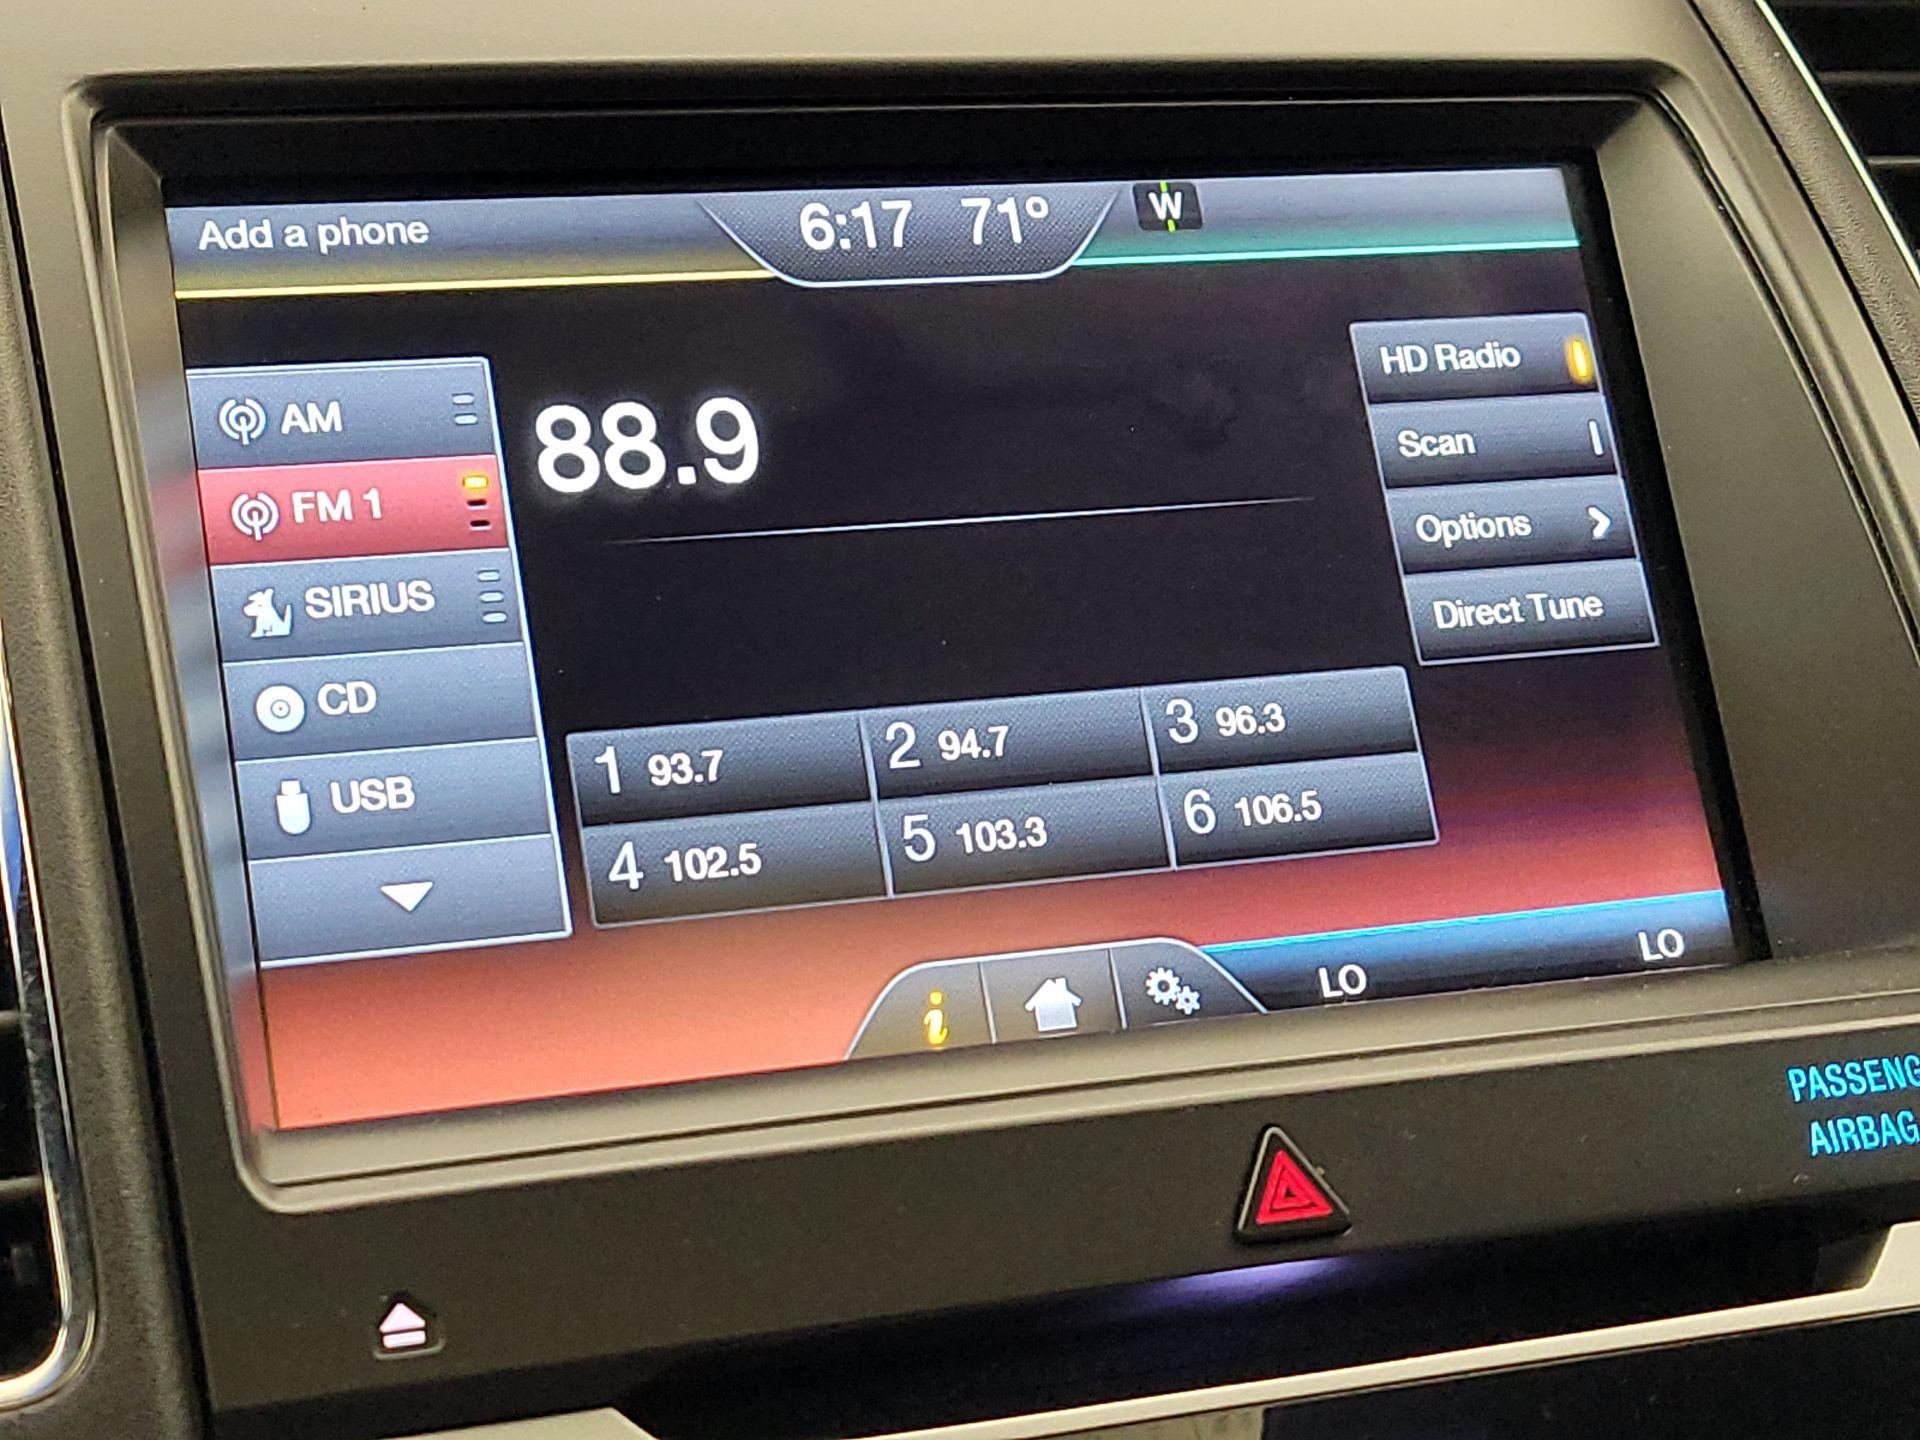 Add a phone
6:17 71° W
AM
FM 1
SIRIUS
CD
USB
88.9
HD Radio
Scan
Options
Direct Tune
1 93.7
2 94.7
3 96.3
4 102.5
5 103.3
6 106.5
i
LO
LO
PASSENG
AIRBAG